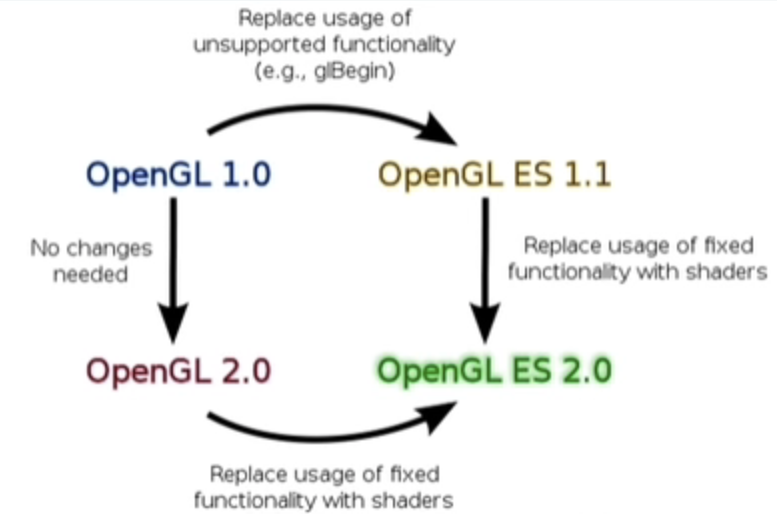 Replace usage of
unsupported functionality
(e.g., glBegin)
OpenGL 1.0
OpenGL ES 1.1
No changes
needed
Replace usage of fixed
functionality with shaders
OpenGL 2.0
OpenGL ES 2.0
Replace usage of fixed
functionality with shaders